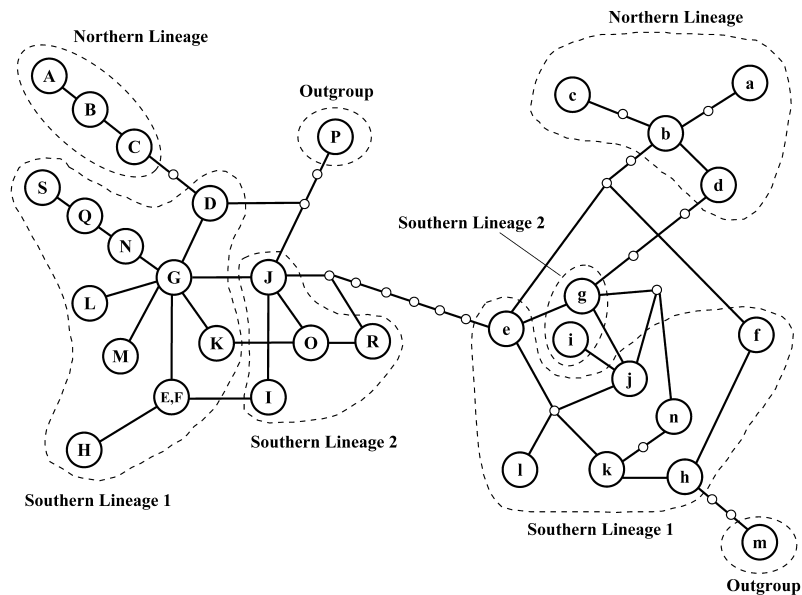 Northern Lineage
Northern Lineage
A
B
C
Outgroup
P
c
a
b
d
S
Q
N
D
Southern Lineage 2
G
J
L
M
K
O
R
e
g
i
j
f
E,F
I
H
n
l
k
h
Southern Lineage 2
Southern Lineage 1
Southern Lineage 1
m
Outgroup